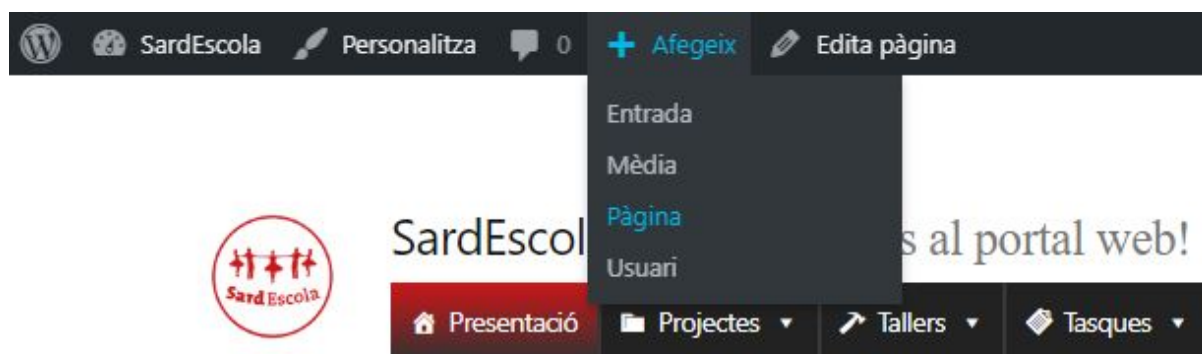 SardEscola Personalitza 0 Afegeix Edita pàgina
Entrada
Mèdia
Pàgina
Usuari
SardEscol s al portal web!
Sard Escola
Presentació Projectes Tallers Tasques